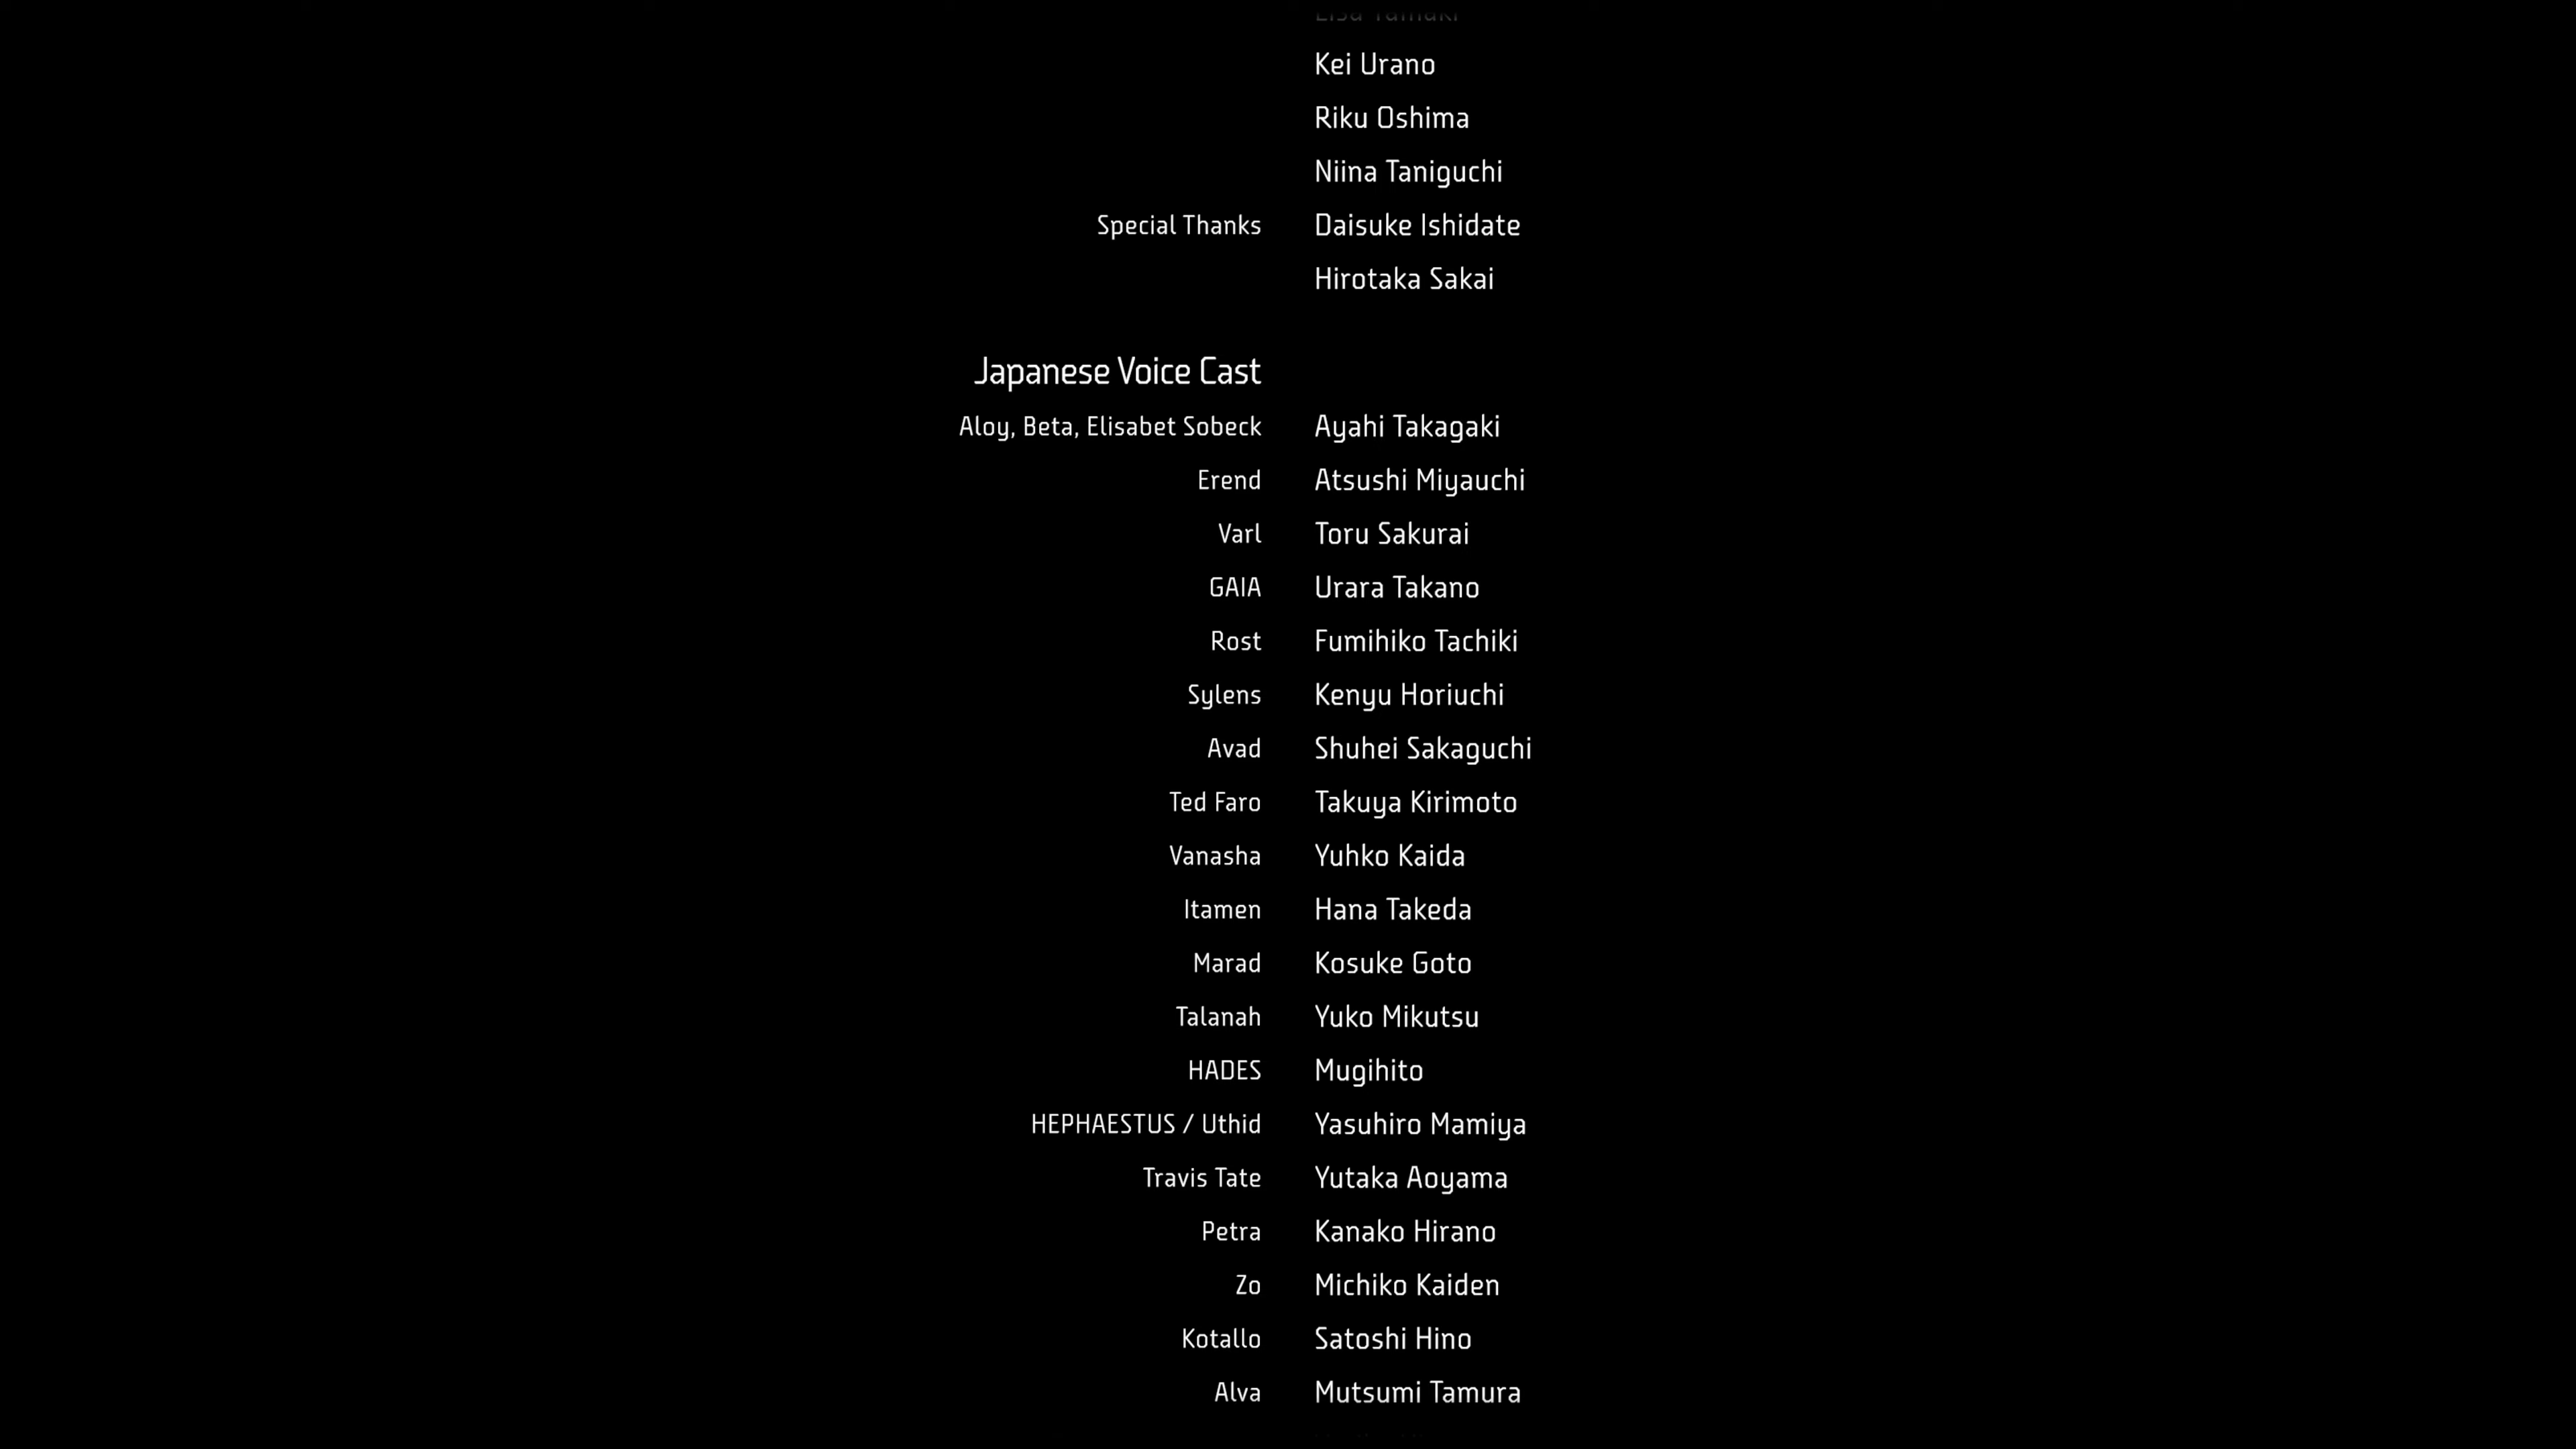 Kei Urano
Riku Oshima
Niina Taniguchi
Special Thanks Daisuke Ishidate
Hirotaka Sakai
Japanese Voice Cast
Aloy, Beta, Elisabet Sobeck Ayahi Takagaki
Erend Atsushi Miyauchi
Varl Toru Sakurai
GAIA Urara Takano
Rost Fumihiko Tachiki
Sylens Kenyu Horiuchi
Avad Shuhei Sakaguchi
Ted Faro Takuya Kirimoto
Vanasha Yuhko Kaida
Itamen Hana Takeda
Marad Kosuke Goto
Talanah Yuko Mikutsu
HADES Mugihito
HEPHAESTUS / Uthid Yasuhiro Mamiya
Travis Tate Yutaka Aoyama
Petra Kanako Hirano
Zo Michiko Kaiden
Kotallo Satoshi Hino
Alva Mutsumi Tamura